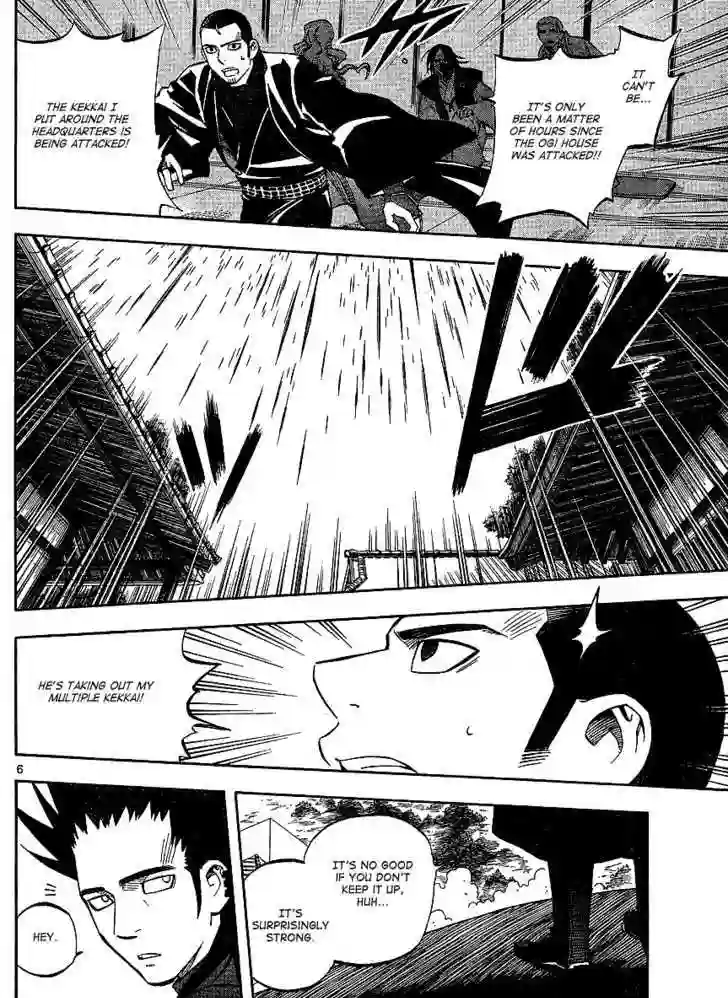 IT
CAN'T
BE...
IT'S ONLY
BEEN A MATTER
OF HOURS SINCE
THE OGI HOUSE
WAS ATTACKED!!
THE KEKKAI I
PUT AROUND THE
HEADQUARTERS IS
BEING ATTACKED!
HE'S TAKING OUT MY
MULTIPLE KEKKAI!
6
IT'S NO GOOD
IF YOU DON'T
KEEP IT UP,
HUH...
IT'S
SURPRISINGLY
STRONG.
HEY.